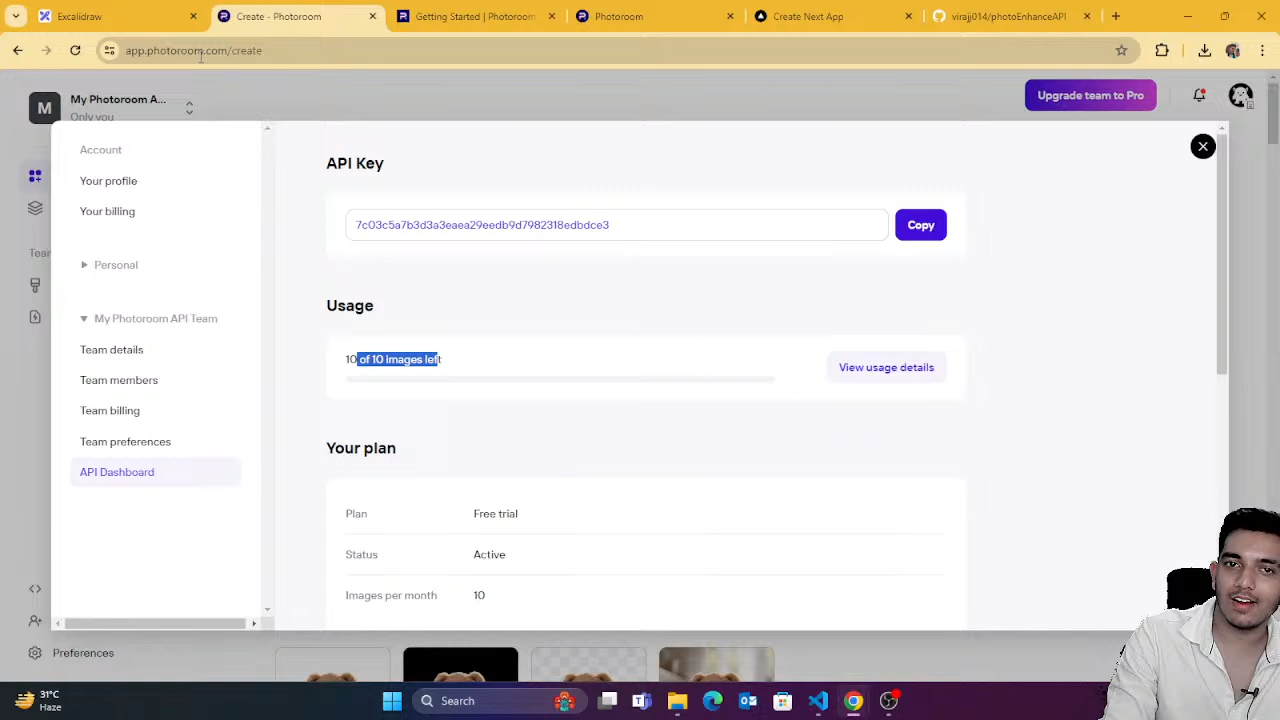 Excalidraw
Create - Photoroom
Getting Started | Photoroom
Photoroom
Create Next App
virajj014/photoEnhanceAPI
app.photoroom.com/create
M
My Photoroom A...
Only you
Upgrade team to Pro
Account
Your profile
Your billing
Team
Personal
My Photoroom API Team
Team details
Team members
Team billing
Team preferences
API Dashboard
Preferences
API Key
7c03c5a7b3d3a3eaea29eedb9d7982318edbdce3
Copy
Usage
10 of 10 images left
View usage details
Your plan
Plan Free trial
Status Active
Images per month 10
31°C
Haze
Search